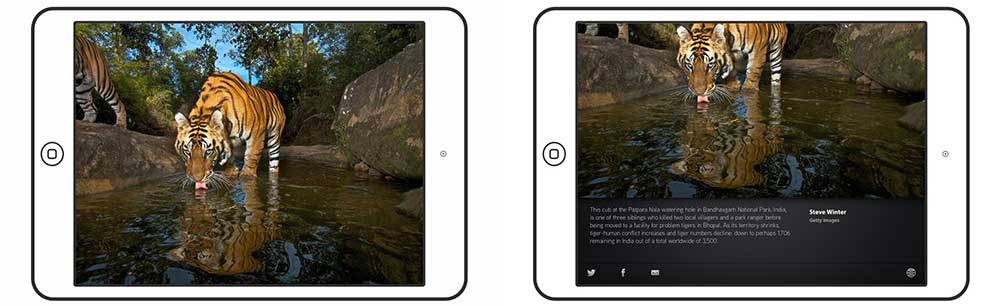 This cub at the Patpara Nala watering hole in Bandhavgarh National Park, India,
is one of three siblings who killed two local villagers and a park ranger before
being moved to a facility for problem tigers in Bhopal. As its territory shrinks,
tiger-human conflict increases and tiger numbers decline: down to perhaps 1,706
remaining in India out of a total worldwide of 3,500.
Steve Winter
Getty Images